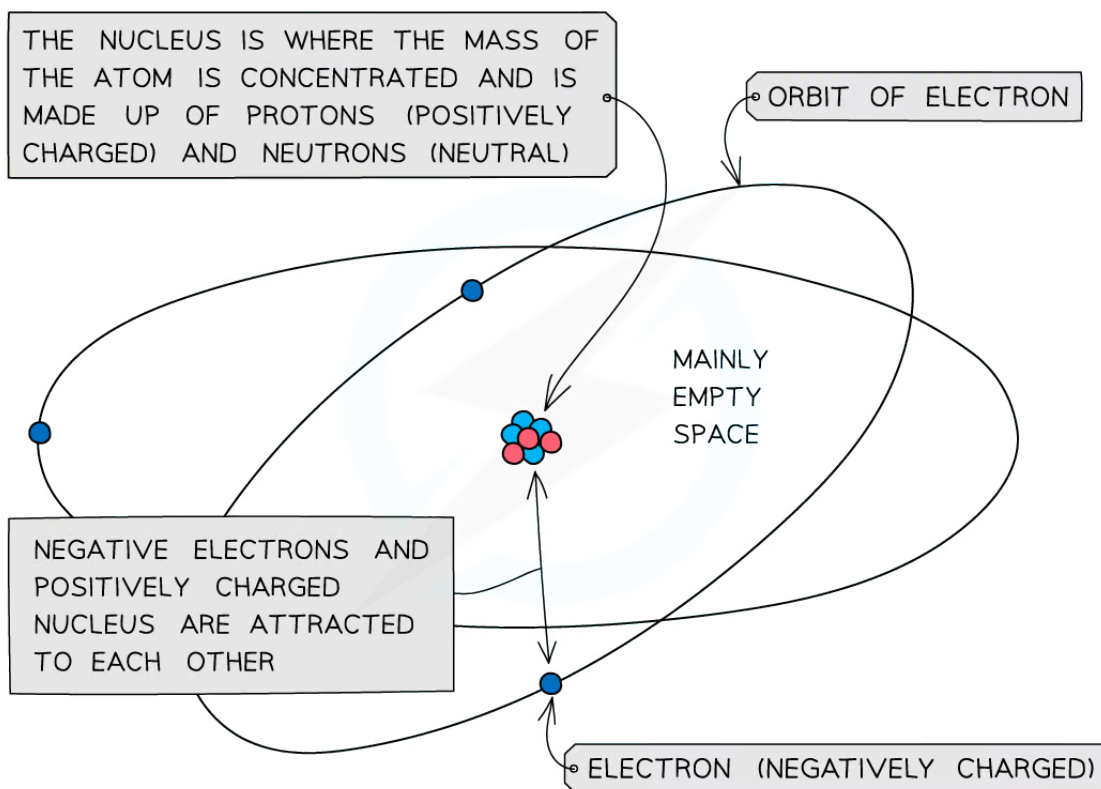 THE NUCLEUS IS WHERE THE MASS OF
THE ATOM IS CONCENTRATED AND IS
MADE UP OF PROTONS (POSITIVELY
CHARGED) AND NEUTRONS (NEUTRAL)
ORBIT OF ELECTRON
MAINLY
EMPTY
SPACE
NEGATIVE ELECTRONS AND
POSITIVELY CHARGED
NUCLEUS ARE ATTRACTED
TO EACH OTHER
ELECTRON (NEGATIVELY CHARGED)